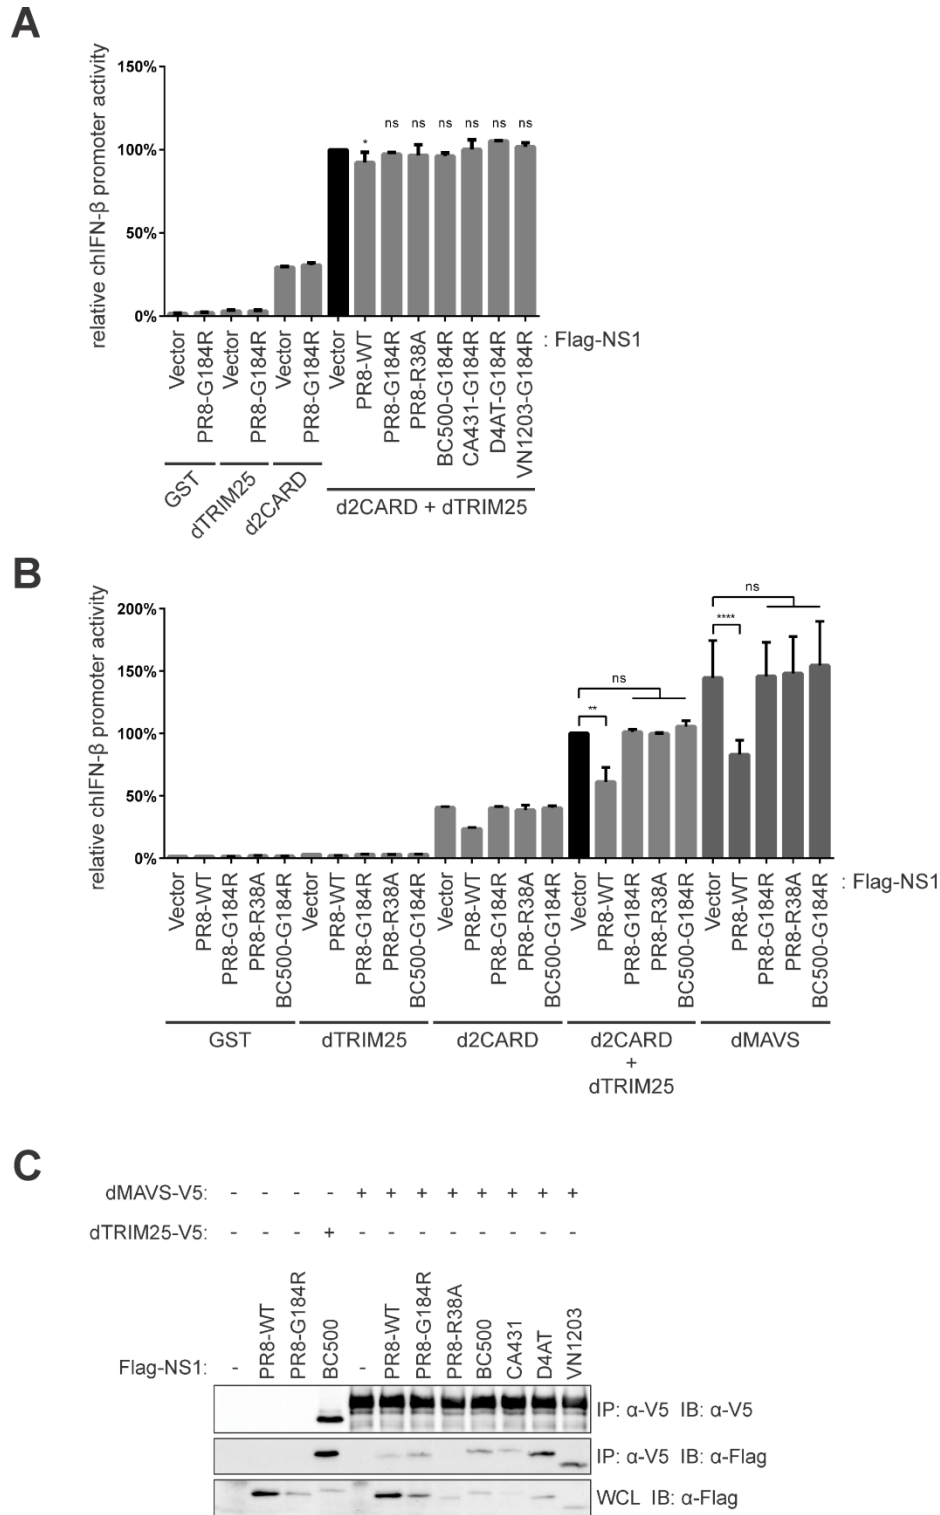 A
relative chIFN-β promoter activity
150%
100%
50%
0%
* ns ns ns ns ns ns
Vector PR8-G184R Vector PR8-G184R Vector PR8-G184R Vector PR8-WT PR8-G184R PR8-R38A BC500-G184R CA431-G184R D4AT-G184R VN1203-G184R : Flag-NS1
GST dTRIM25 d2CARD d2CARD + dTRIM25
B
relative chIFN-β promoter activity
200%
150%
100%
50%
0%
ns
****
ns
**
Vector PR8-WT PR8-G184R PR8-R38A BC500-G184R Vector PR8-WT PR8-G184R PR8-R38A BC500-G184R Vector PR8-WT PR8-G184R PR8-R38A BC500-G184R Vector PR8-WT PR8-G184R PR8-R38A BC500-G184R Vector PR8-WT PR8-G184R PR8-R38A BC500-G184R : Flag-NS1
GST dTRIM25 d2CARD d2CARD + dTRIM25 dMAVS
C
dMAVS-V5: - - - - + + + + + + + +
dTRIM25-V5: - - - + - - - - - - - -
Flag-NS1: - PR8-WT PR8-G184R BC500 - PR8-WT PR8-G184R PR8-R38A BC500 CA431 D4AT VN1203
IP: α-V5 IB: α-V5
IP: α-V5 IB: α-Flag
WCL IB: α-Flag